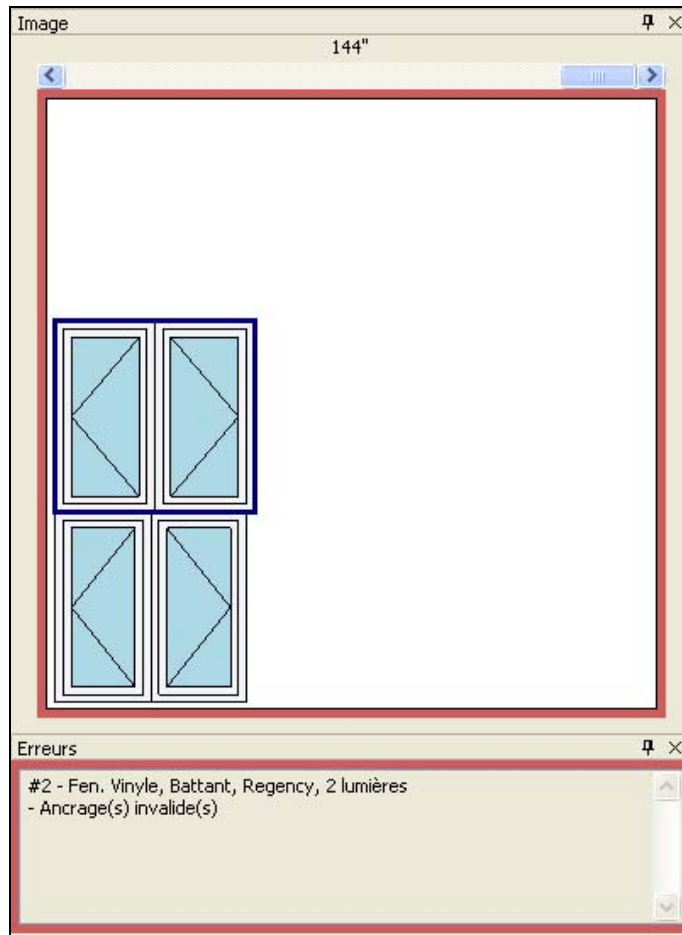 Image
144"
Erreurs
#2 - Fen. Vinyle, Battant, Regency, 2 lumières
- Ancrage(s) invalide(s)